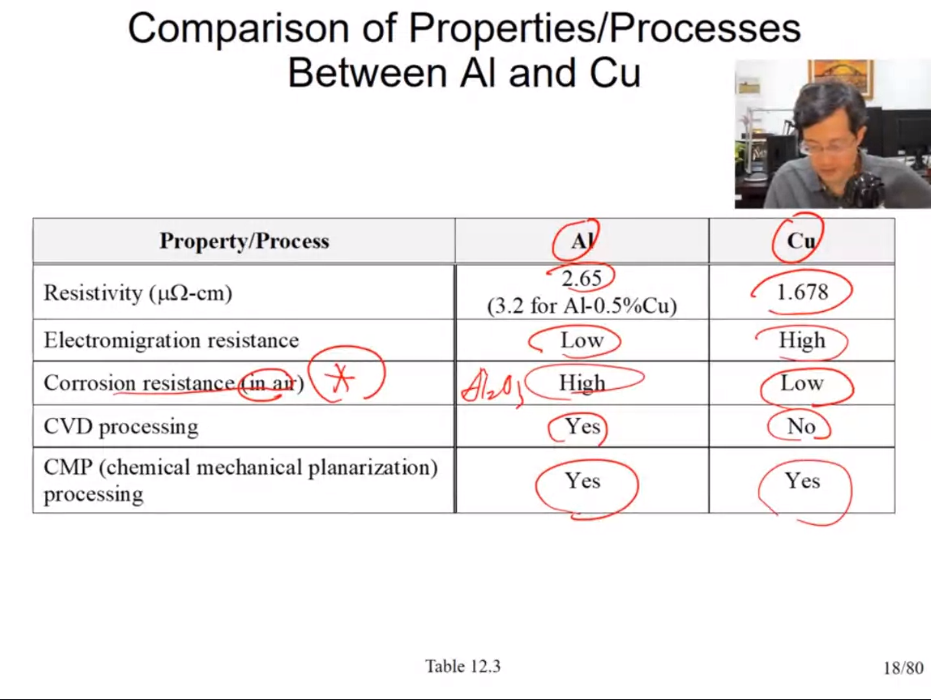 Comparison of Properties/Processes
Between Al and Cu
Property/Process Al Cu
Resistivity (μΩ-cm) 2.65 1.678
(3.2 for Al-0.5%Cu)
Electromigration resistance Low High
Corrosion resistance (in air) * Al₂O₃ High Low
CVD processing Yes No
CMP (chemical mechanical planarization)
processing Yes Yes
Table 12.3
18/80